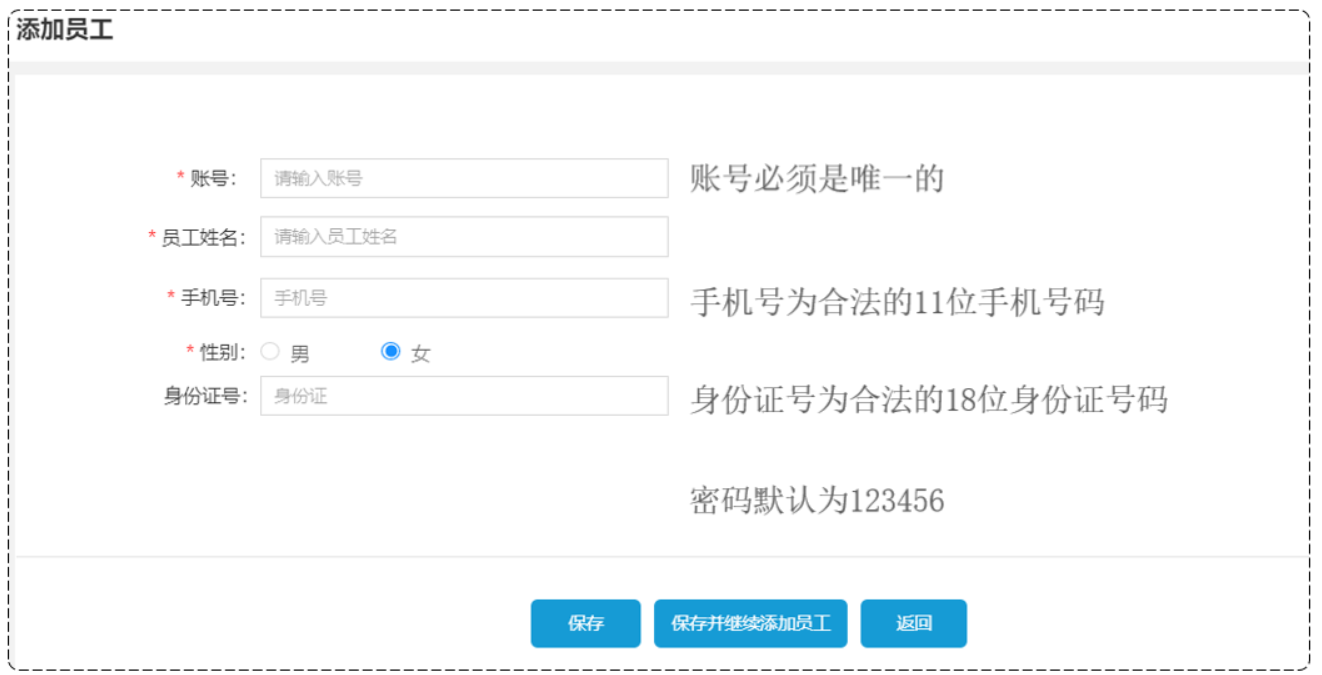 添加员工
* 账号： 请输入账号 账号必须是唯一的
* 员工姓名： 请输入员工姓名
* 手机号： 手机号 手机号为合法的11位手机号码
* 性别： 男 女
身份证号： 身份证 身份证号为合法的18位身份证号码
密码默认为123456
保存 保存并继续添加员工 返回